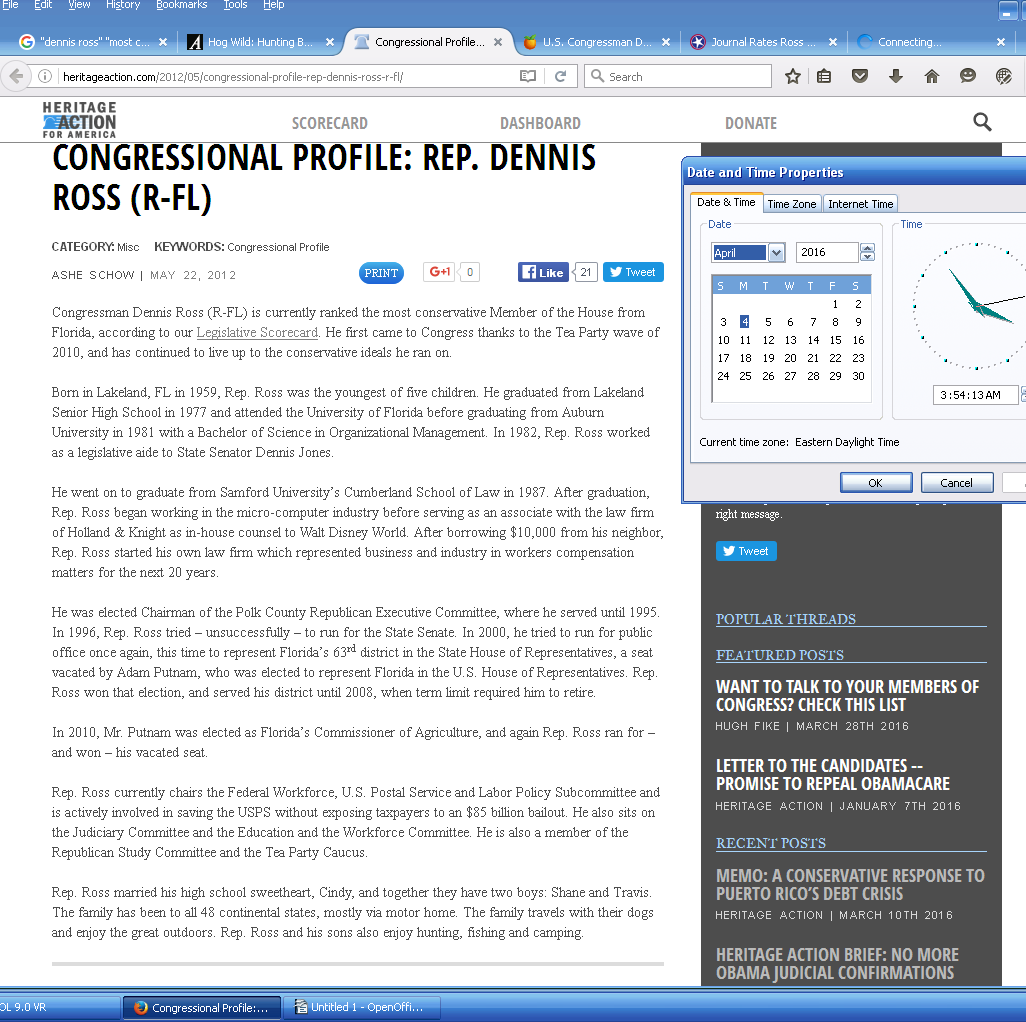 File Edit View History Bookmarks Tools Help
"dennis ross" "most c...
Hog Wild: Hunting B...
Congressional Profile...
U.S. Congressman D...
Journal Rates Ross ...
Connecting...
heritageaction.com/2012/05/congressional-profile-rep-dennis-ross-r-fl/
Search
HERITAGE
ACTION
FOR AMERICA
SCORECARD DASHBOARD DONATE
CONGRESSIONAL PROFILE: REP. DENNIS
ROSS (R-FL)
CATEGORY: Misc KEYWORDS: Congressional Profile
ASHE SCHOW | MAY 22, 2012
PRINT
G+1 0
Like 21
Tweet
Congressman Dennis Ross (R-FL) is currently ranked the most conservative Member of the House from
Florida, according to our Legislative Scorecard. He first came to Congress thanks to the Tea Party wave of
2010, and has continued to live up to the conservative ideals he ran on.
Born in Lakeland, FL in 1959, Rep. Ross was the youngest of five children. He graduated from Lakeland
Senior High School in 1977 and attended the University of Florida before graduating from Auburn
University in 1981 with a Bachelor of Science in Organizational Management. In 1982, Rep. Ross worked
as a legislative aide to State Senator Dennis Jones.
He went on to graduate from Samford University’s Cumberland School of Law in 1987. After graduation,
Rep. Ross began working in the micro-computer industry before serving as an associate with the law firm
of Holland & Knight as in-house counsel to Walt Disney World. After borrowing $10,000 from his neighbor,
Rep. Ross started his own law firm which represented business and industry in workers compensation
matters for the next 20 years.
He was elected Chairman of the Polk County Republican Executive Committee, where he served until 1995.
In 1996, Rep. Ross tried – unsuccessfully – to run for the State Senate. In 2000, he tried to run for public
office once again, this time to represent Florida’s 63rd district in the State House of Representatives, a seat
vacated by Adam Putnam, who was elected to represent Florida in the U.S. House of Representatives. Rep.
Ross won that election, and served his district until 2008, when term limit required him to retire.
In 2010, Mr. Putnam was elected as Florida’s Commissioner of Agriculture, and again Rep. Ross ran for –
and won – his vacated seat.
Rep. Ross currently chairs the Federal Workforce, U.S. Postal Service and Labor Policy Subcommittee and
is actively involved in saving the USPS without exposing taxpayers to an $85 billion bailout. He also sits on
the Judiciary Committee and the Education and the Workforce Committee. He is also a member of the
Republican Study Committee and the Tea Party Caucus.
Rep. Ross married his high school sweetheart, Cindy, and together they have two boys: Shane and Travis.
The family has been to all 48 continental states, mostly via motor home. The family travels with their dogs
and enjoy the great outdoors. Rep. Ross and his sons also enjoy hunting, fishing and camping.
Date and Time Properties
Date & Time Time Zone Internet Time
Date
April 2016
S M T W T F S
1 2
3 4 5 6 7 8 9
10 11 12 13 14 15 16
17 18 19 20 21 22 23
24 25 26 27 28 29 30
Time
3:54:13 AM
Current time zone: Eastern Daylight Time
OK Cancel
right message.
Tweet
POPULAR THREADS
FEATURED POSTS
WANT TO TALK TO YOUR MEMBERS OF
CONGRESS? CHECK THIS LIST
HUGH FIKE | MARCH 28TH 2016
LETTER TO THE CANDIDATES --
PROMISE TO REPEAL OBAMACARE
HERITAGE ACTION | JANUARY 7TH 2016
RECENT POSTS
MEMO: A CONSERVATIVE RESPONSE TO
PUERTO RICO’S DEBT CRISIS
HERITAGE ACTION | MARCH 10TH 2016
HERITAGE ACTION BRIEF: NO MORE
OBAMA JUDICIAL CONFIRMATIONS
OL 9.0 VR
Congressional Profile:...
Untitled 1 - OpenOffi...